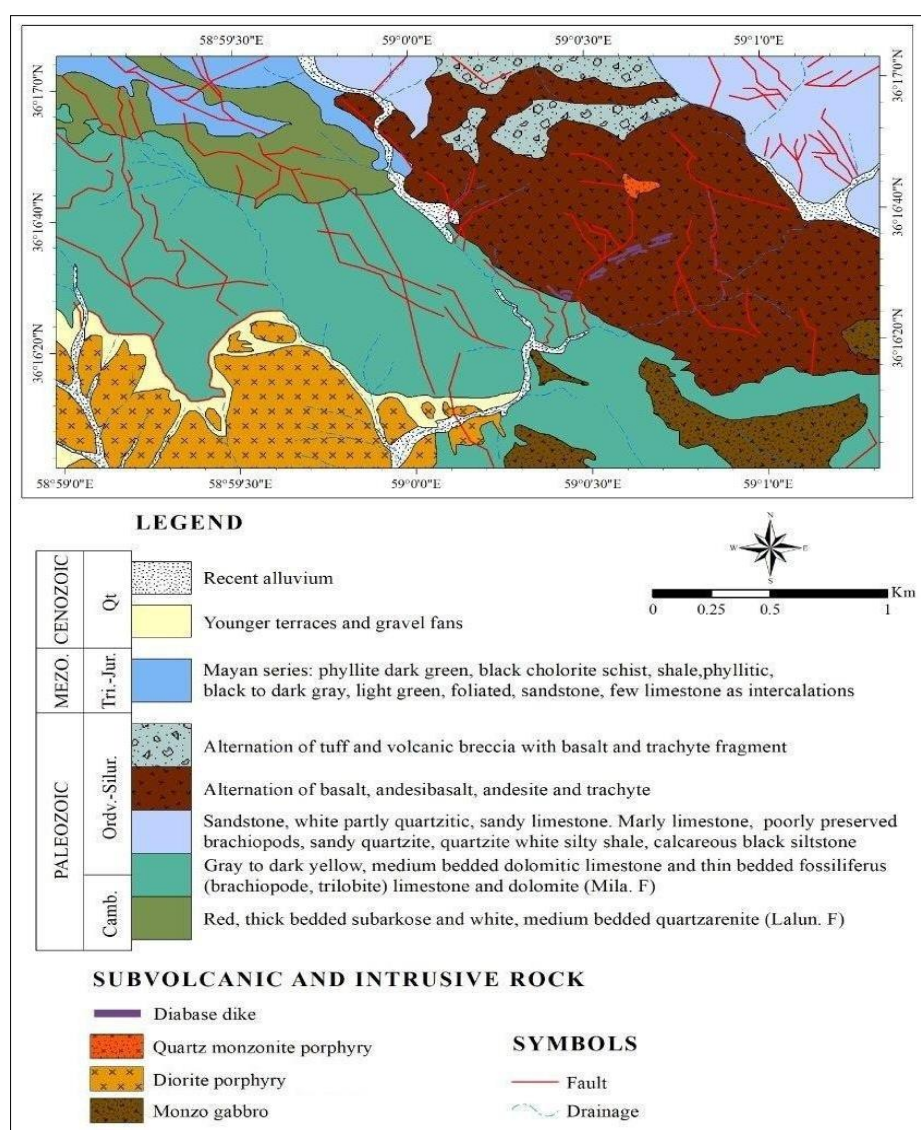 58°59'30"E 59°0'0"E 59°0'30"E 59°1'0"E
36°17'0"N 36°17'0"N
36°16'40"N 36°16'40"N
36°16'20"N 36°16'20"N
58°59'0"E 58°59'30"E 59°0'0"E 59°0'30"E 59°1'0"E
LEGEND
N
W E
S
Km
0 0.25 0.5 1
CENOZOIC
Qt
Recent alluvium
Younger terraces and gravel fans
MEZO.
Tri.-Jur.
Mayan series: phyllite dark green, black cholorite schist, shale,phyllitic,
black to dark gray, light green, foliated, sandstone, few limestone as intercalations
PALEOZOIC
Ordv.-Silur.
Alternation of tuff and volcanic breccia with basalt and trachyte fragment
Alternation of basalt, andesibasalt, andesite and trachyte
Sandstone, white partly quartzitic, sandy limestone. Marly limestone, poorly preserved
brachiopods, sandy quartzite, quartzite white silty shale, calcareous black siltstone
Gray to dark yellow, medium bedded dolomitic limestone and thin bedded fossiliferus
(brachiopode, trilobite) limestone and dolomite (Mila. F)
Camb.
Red, thick bedded subarkose and white, medium bedded quartzarenite (Lalun. F)
SUBVOLCANIC AND INTRUSIVE ROCK
Diabase dike
Quartz monzonite porphyry
Diorite porphyry
Monzo gabbro
SYMBOLS
Fault
Drainage